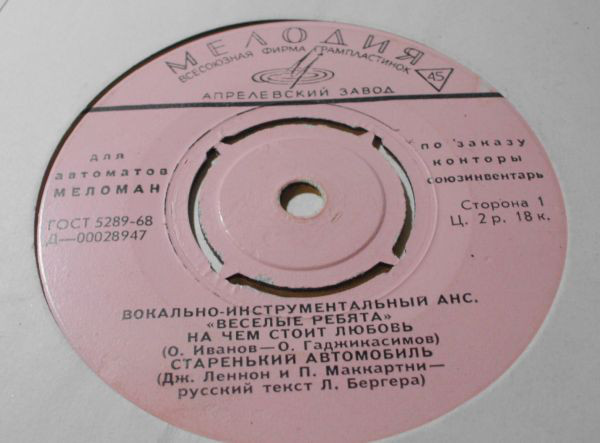 МЕЛОДИЯ
ВСЕСОЮЗНАЯ ФИРМА ГРАМПЛАСТИНОК
45
АПРЕЛЕВСКИЙ ЗАВОД
для
автоматов
МЕЛОМАН
по заказу
конторы
союзинвентарь
ГОСТ 5289-68
Д—00028947
Сторона 1
Ц. 2 р. 18 к.
ВОКАЛЬНО-ИНСТРУМЕНТАЛЬНЫЙ АНС.
«ВЕСЕЛЫЕ РЕБЯТА»
НА ЧЕМ СТОИТ ЛЮБОВЬ
(О. Иванов—О. Гаджикасимов)
СТАРЕНЬКИЙ АВТОМОБИЛЬ
(Дж. Леннон и П. Маккартни—
русский текст Л. Бергера)